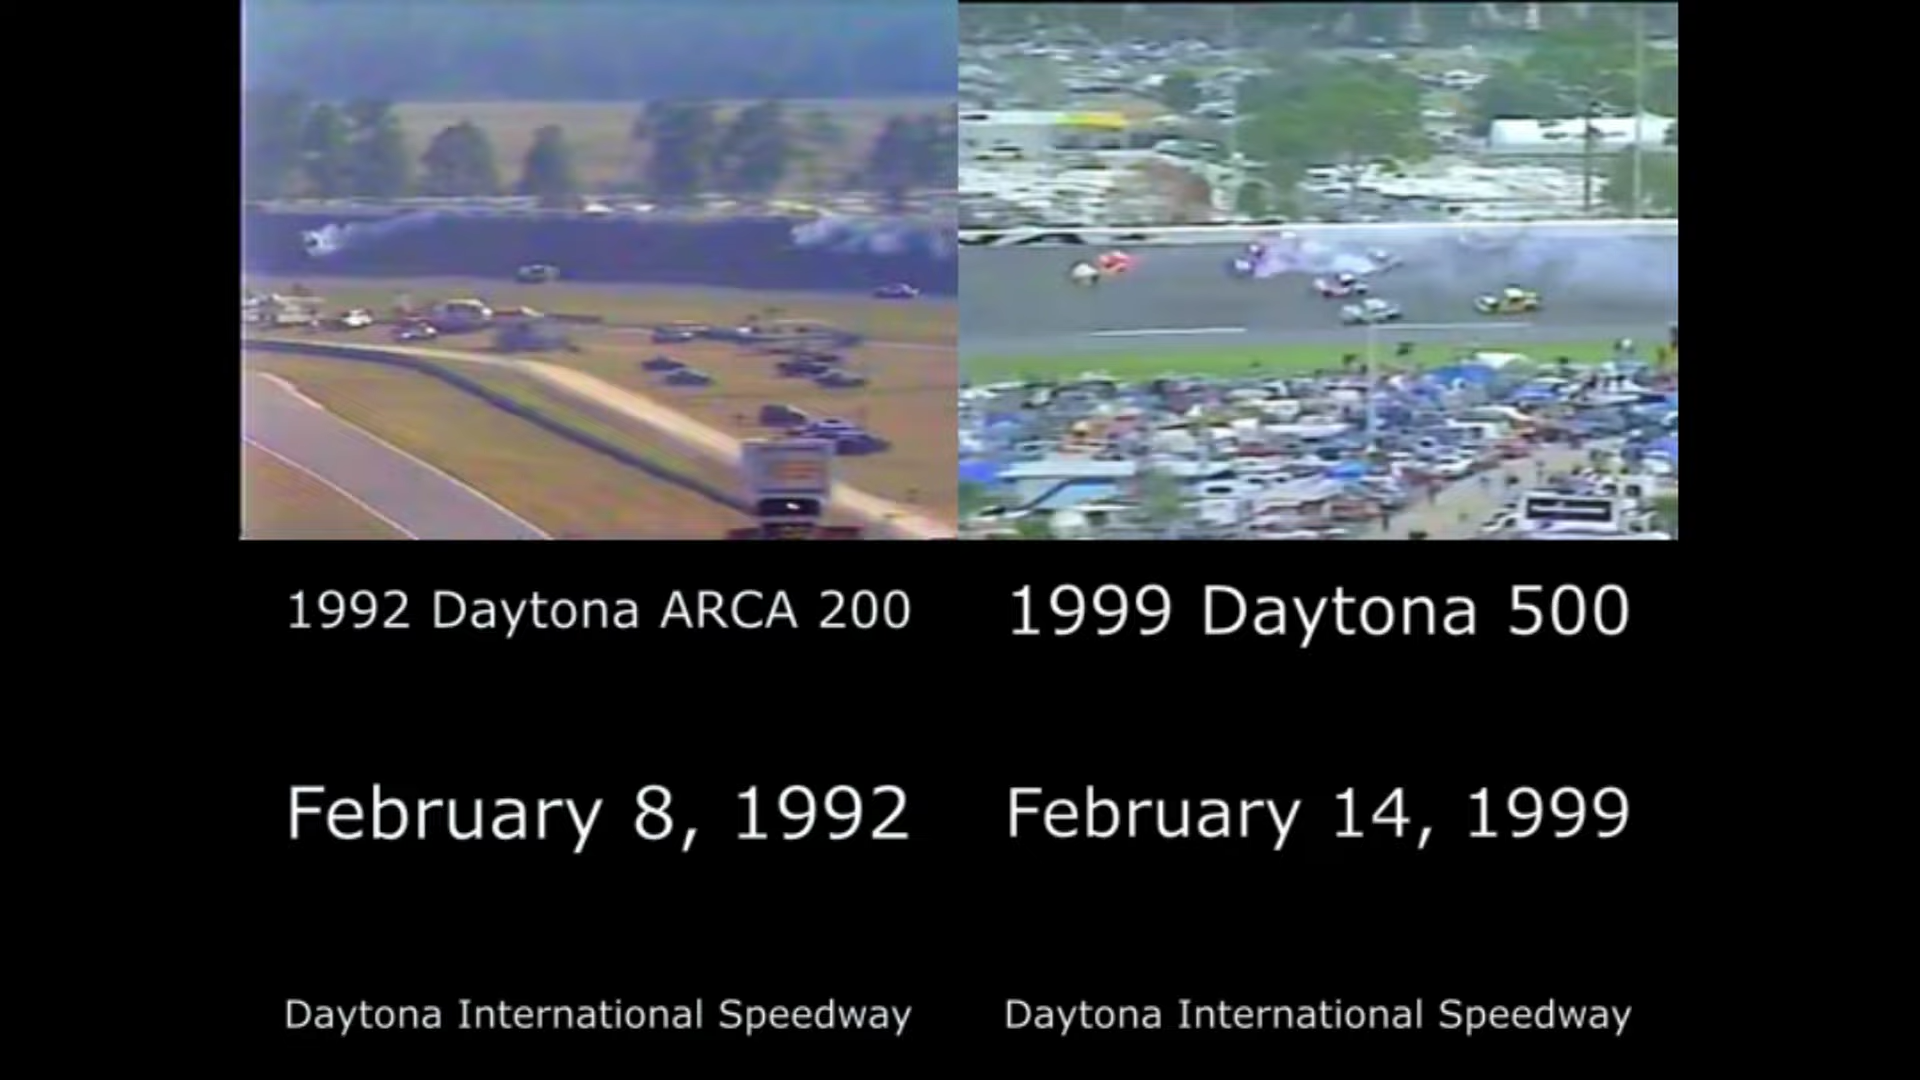 1992 Daytona ARCA 200
1999 Daytona 500
February 8, 1992
February 14, 1999
Daytona International Speedway
Daytona International Speedway